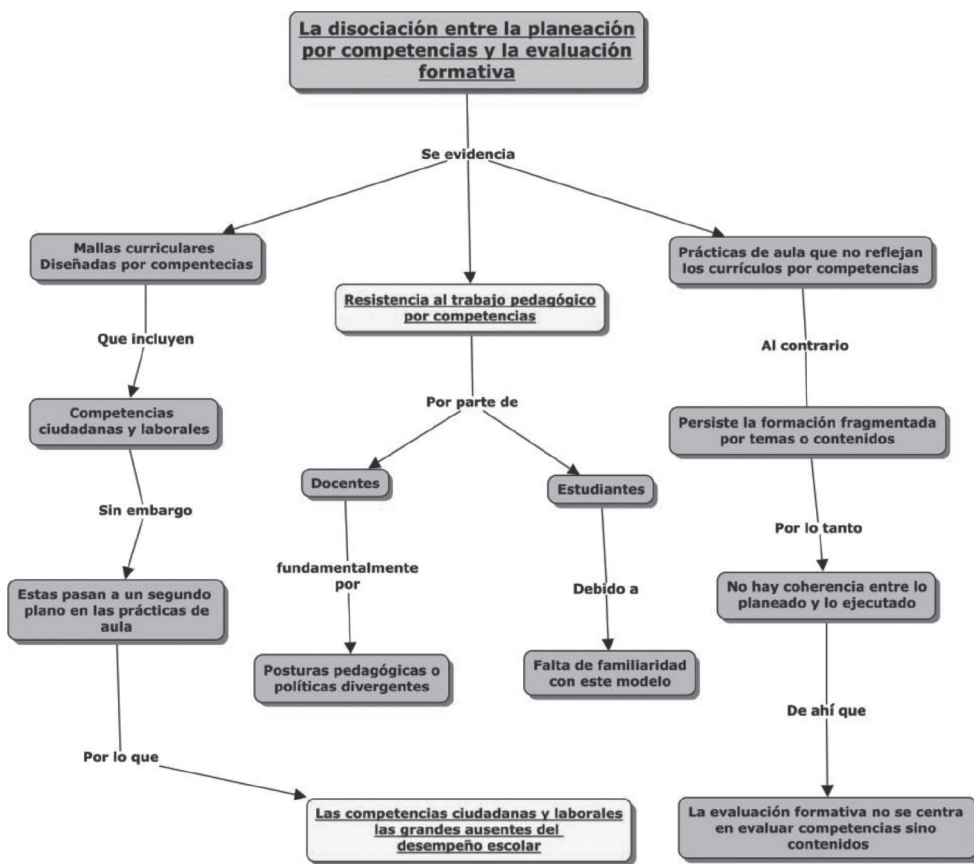 La disociación entre la planeación
por competencias y la evaluación
formativa
Se evidencia
Mallas curriculares
Diseñadas por compentecias
Prácticas de aula que no reflejan
los currículos por competencias
Resistencia al trabajo pedagógico
por competencias
Que incluyen
Al contrario
Por parte de
Competencias
ciudadanas y laborales
Persiste la formación fragmentada
por temas o contenidos
Docentes
Estudiantes
Sin embargo
Por lo tanto
fundamentalmente
por
Debido a
Estas pasan a un segundo
plano en las prácticas de
aula
No hay coherencia entre lo
planeado y lo ejecutado
Posturas pedagógicas o
políticas divergentes
Falta de familiaridad
con este modelo
De ahí que
Por lo que
Las competencias ciudadanas y laborales
las grandes ausentes del
desempeño escolar
La evaluación formativa no se centra
en evaluar competencias sino
contenidos